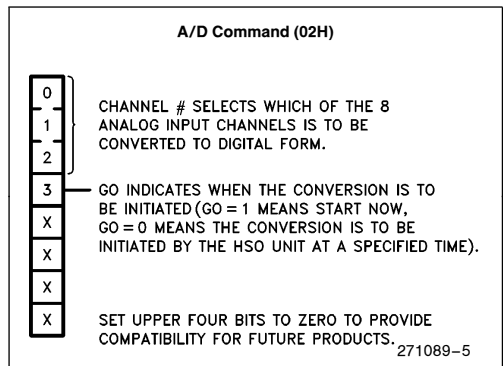 A/D Command (02H)
0
1
2
CHANNEL # SELECTS WHICH OF THE 8
ANALOG INPUT CHANNELS IS TO BE
CONVERTED TO DIGITAL FORM.
3
GO INDICATES WHEN THE CONVERSION IS TO
BE INITIATED (GO = 1 MEANS START NOW,
GO = 0 MEANS THE CONVERSION IS TO BE
INITIATED BY THE HSO UNIT AT A SPECIFIED TIME).
X
X
X
X
SET UPPER FOUR BITS TO ZERO TO PROVIDE
COMPATIBILITY FOR FUTURE PRODUCTS.
271089-5